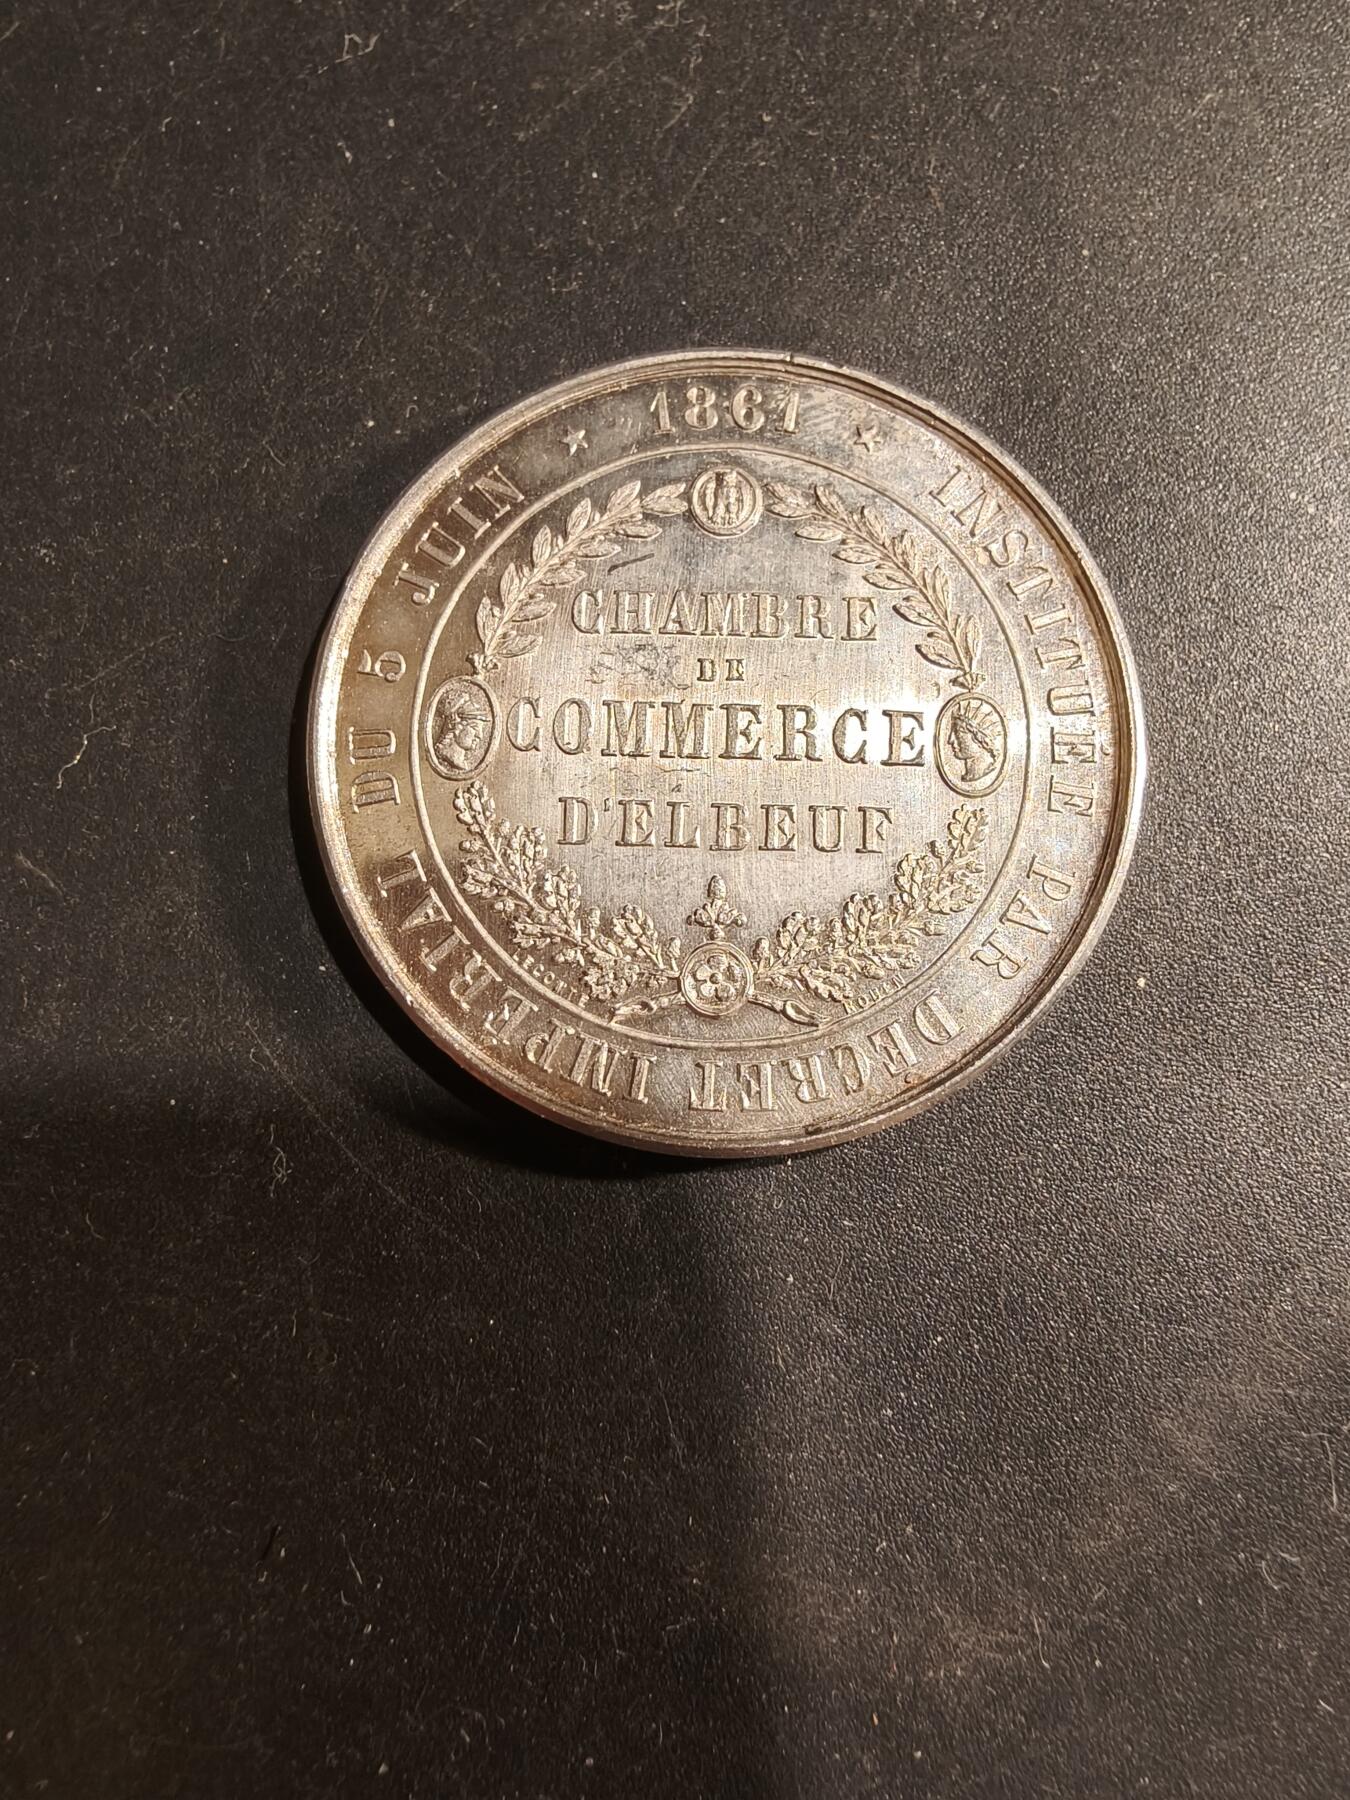 INSTITUÉE PAR DÉCRET IMPÉRIAL DU 5 JUIN
★ 1861 ★
CHAMBRE
DE
COMMERCE
D'ELBEUF